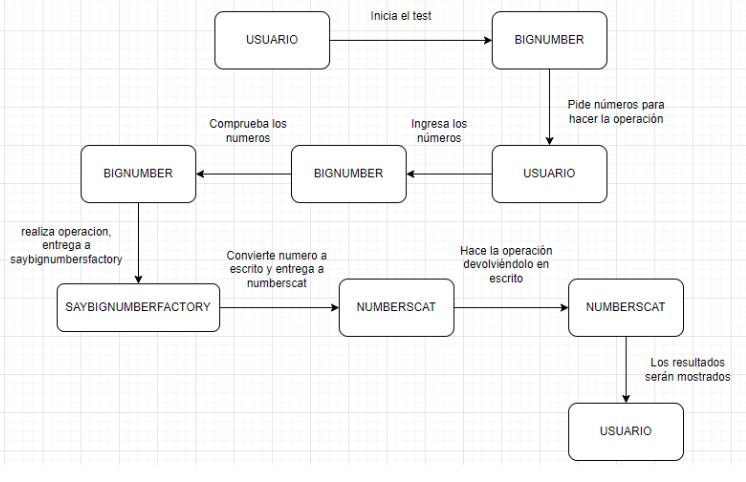 Inicia el test
USUARIO
BIGNUMBER
Pide números para
hacer la operación
Comprueba los
numeros
Ingresa los
números
BIGNUMBER
BIGNUMBER
USUARIO
realiza operacion,
entrega a
saybignumbersfactory
Convierte numero a
escrito y entrega a
numberscat
Hace la operación
devolviéndolo en
escrito
SAYBIGNUMBERFACTORY
NUMBERSCAT
NUMBERSCAT
Los resultados
serán mostrados
USUARIO